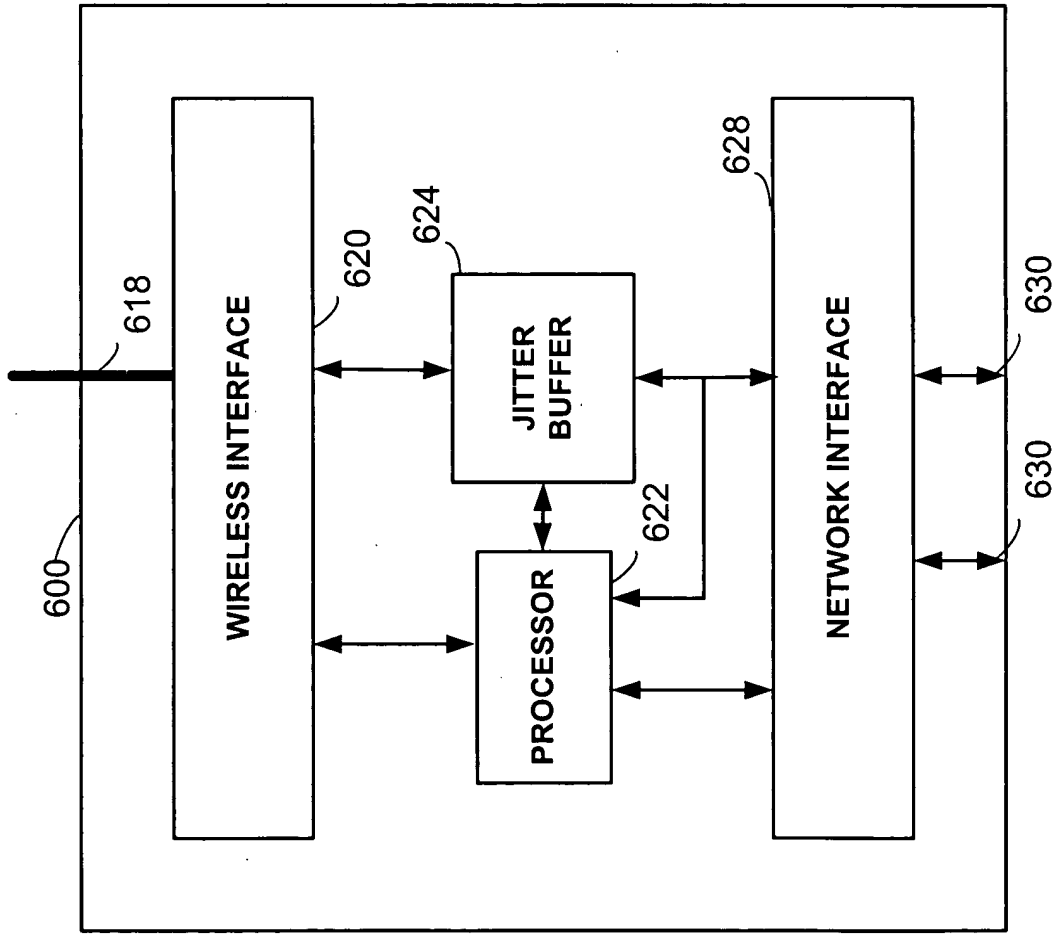 600
618
WIRELESS INTERFACE
620
624
JITTER
BUFFER
PROCESSOR
622
628
NETWORK INTERFACE
630
630